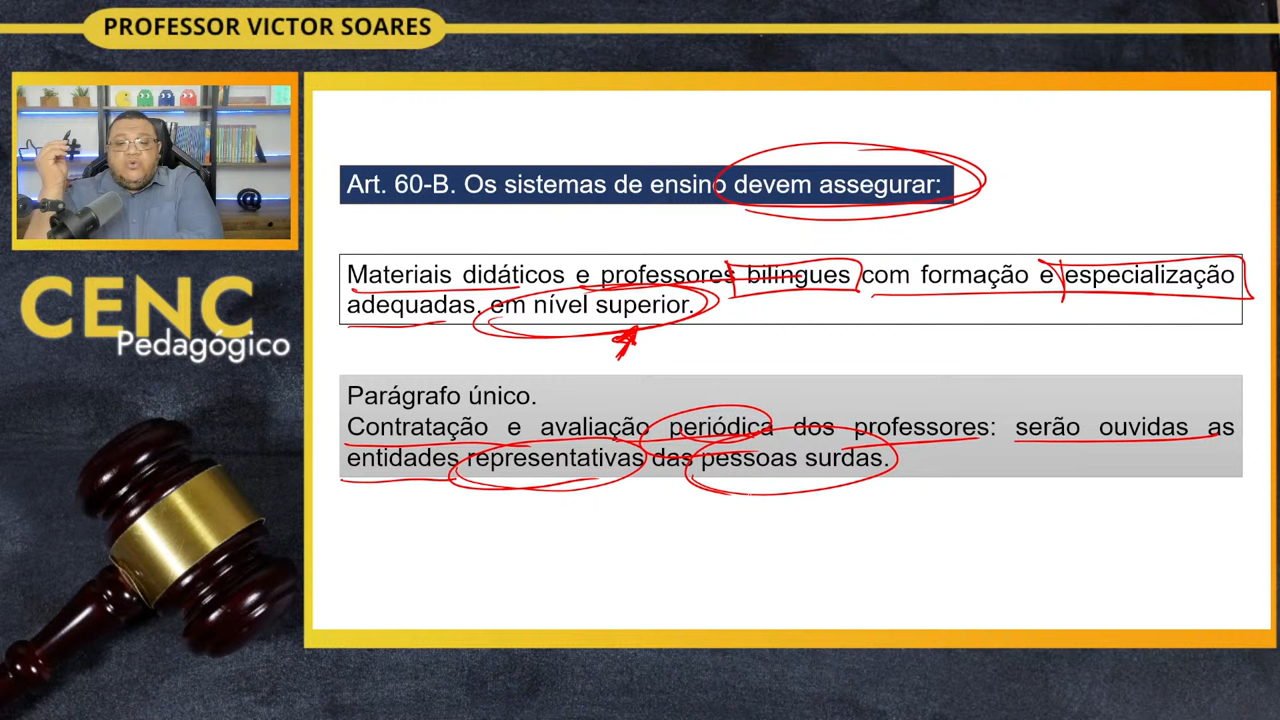 PROFESSOR VICTOR SOARES
Art. 60-B. Os sistemas de ensino devem assegurar:
Materiais didáticos e professores bilíngues com formação e especialização
adequadas, em nível superior.
CENC
Pedagógico
Parágrafo único.
Contratação e avaliação periódica dos professores: serão ouvidas as
entidades representativas das pessoas surdas.